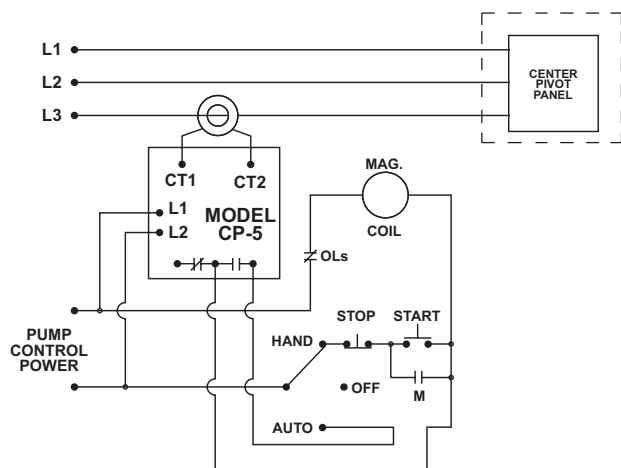 L1
L2
L3
CENTER
PIVOT
PANEL
CT1
CT2
MAG.
COIL
L1
L2
MODEL
CP-5
OLs
PUMP
CONTROL
POWER
HAND
STOP
START
OFF
M
AUTO